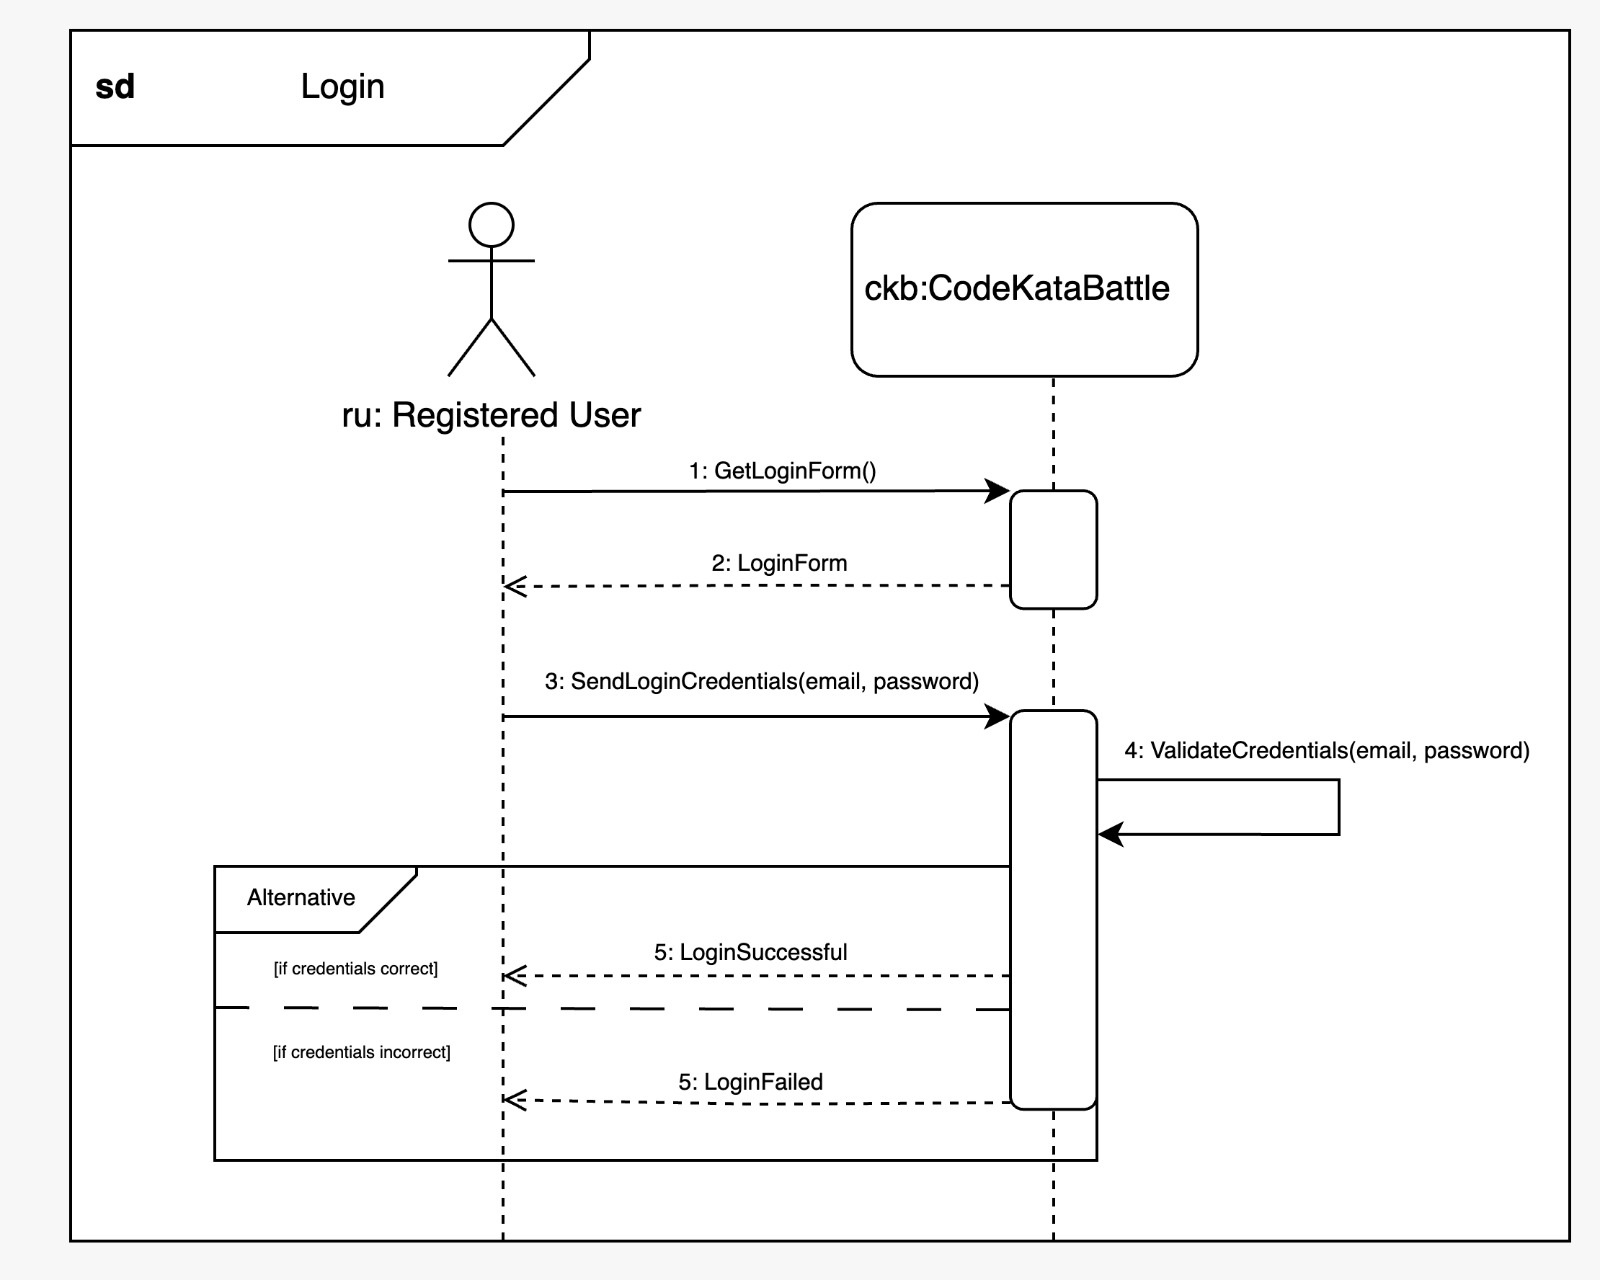 sd Login
ckb:CodeKataBattle
ru: Registered User
1: GetLoginForm()
2: LoginForm
3: SendLoginCredentials(email, password)
4: ValidateCredentials(email, password)
Alternative
5: LoginSuccessful
[if credentials correct]
[if credentials incorrect]
5: LoginFailed